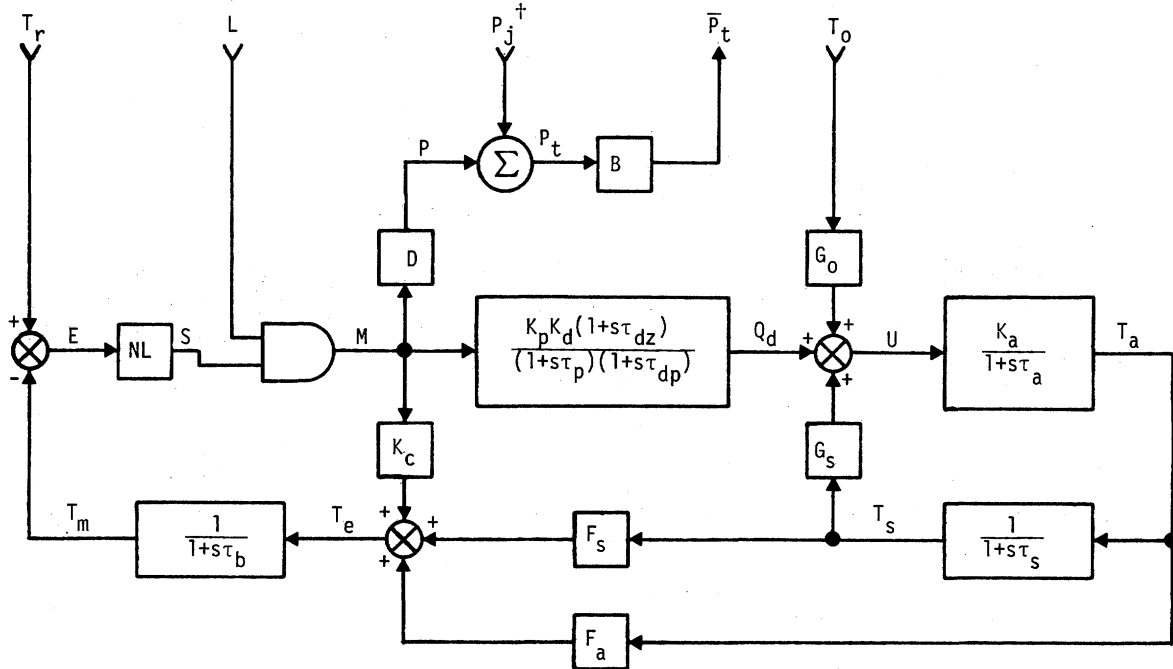 T_r
L
P_j†
P̅_t
T_o
P
Σ
P_t
B
D
G_o
+
-
E
NL
S
M
K_pK_d(1+sτ_dz)
(1+sτ_p)(1+sτ_dp)
Q_d
+
+
+
U
K_a
1+sτ_a
T_a
K_c
G_s
T_m
1
1+sτ_b
T_e
+
+
+
F_s
T_s
1
1+sτ_s
F_a